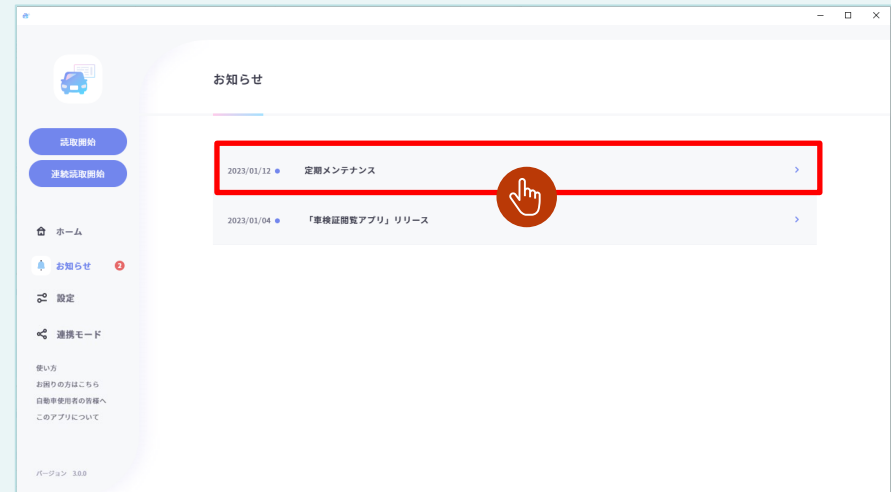 お知らせ
読取開始
連続読取開始
2023/01/12 定期メンテナンス
2023/01/04 「車検証閲覧アプリ」リリース
ホーム
お知らせ 2
設定
連携モード
使い方
お困りの方はこちら
自動車使用者の皆様へ
このアプリについて
バージョン 3.0.0